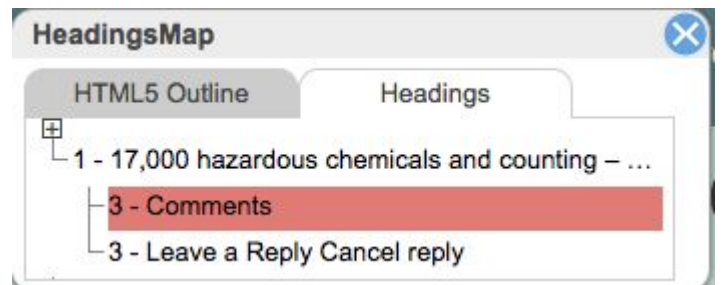 HeadingsMap
HTML5 Outline Headings
1 - 17,000 hazardous chemicals and counting – ...
3 - Comments
3 - Leave a Reply Cancel reply